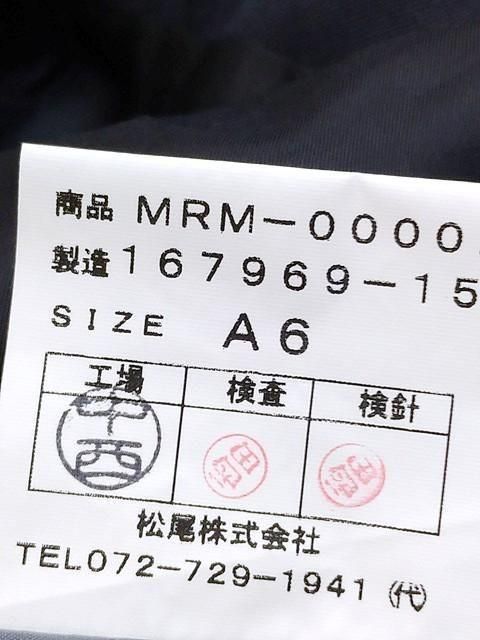 商品 MRM-0000
製造 167969-15
SIZE A6
工場 検査 検針
中西
松尾株式会社
TEL072-729-1941 (代)